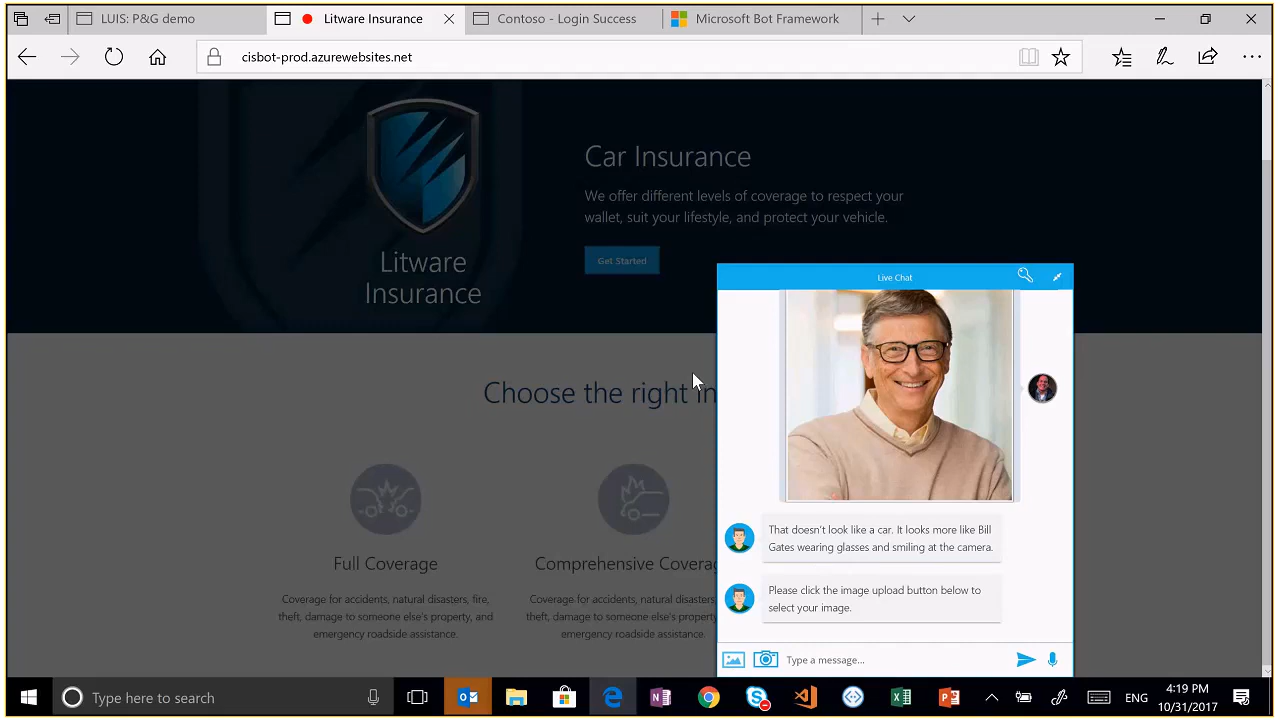 LUIS: P&G demo
Litware Insurance
Contoso - Login Success
Microsoft Bot Framework
cisbot-prod.azurewebsites.net
Litware
Insurance
Car Insurance
We offer different levels of coverage to respect your
wallet, suit your lifestyle, and protect your vehicle.
Get Started
Choose the right in
Full Coverage
Coverage for accidents, natural disasters, fire,
theft, damage to someone else's property, and
emergency roadside assistance.
Comprehensive Coverag
Coverage for accidents, natural disasters,
theft, damage to someone else's property,
emergency roadside assistance.
Live Chat
That doesn't look like a car. It looks more like Bill
Gates wearing glasses and smiling at the camera.
Please click the image upload button below to
select your image.
Type a message...
Type here to search
ENG
4:19 PM
10/31/2017